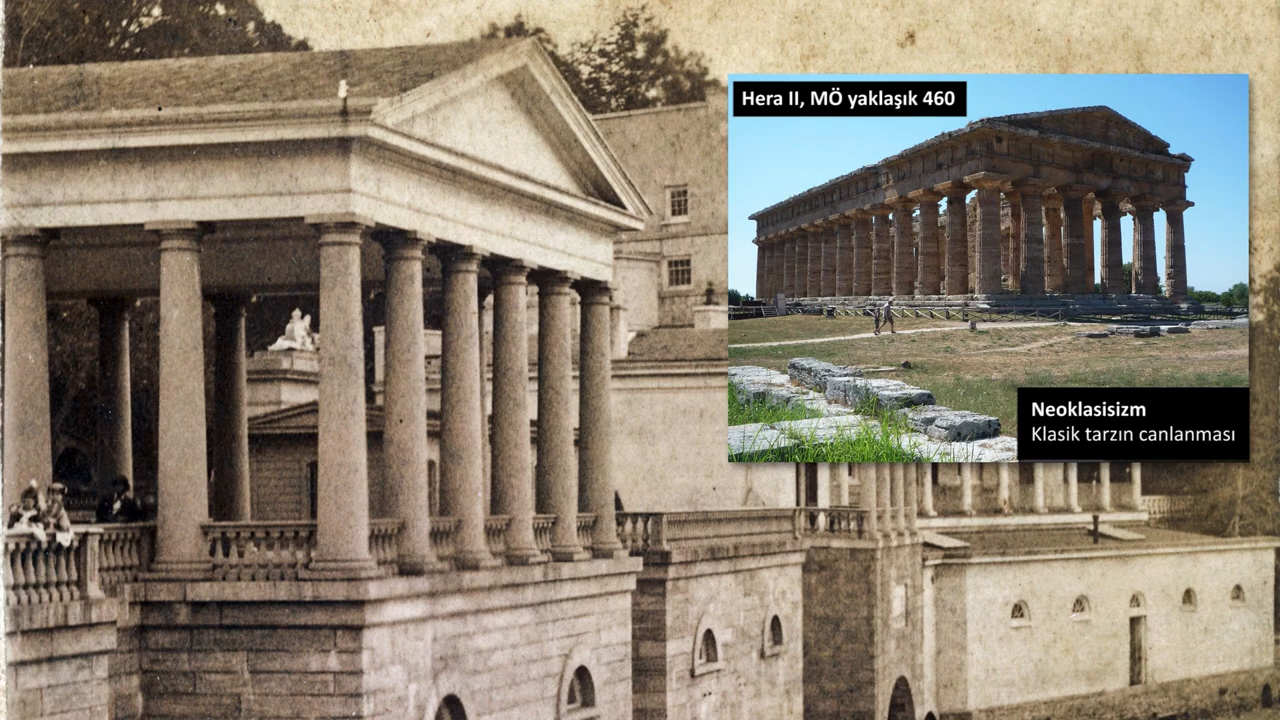 Hera II, MÖ yaklaşık 460
Neoklasisizm
Klasik tarzın canlanması